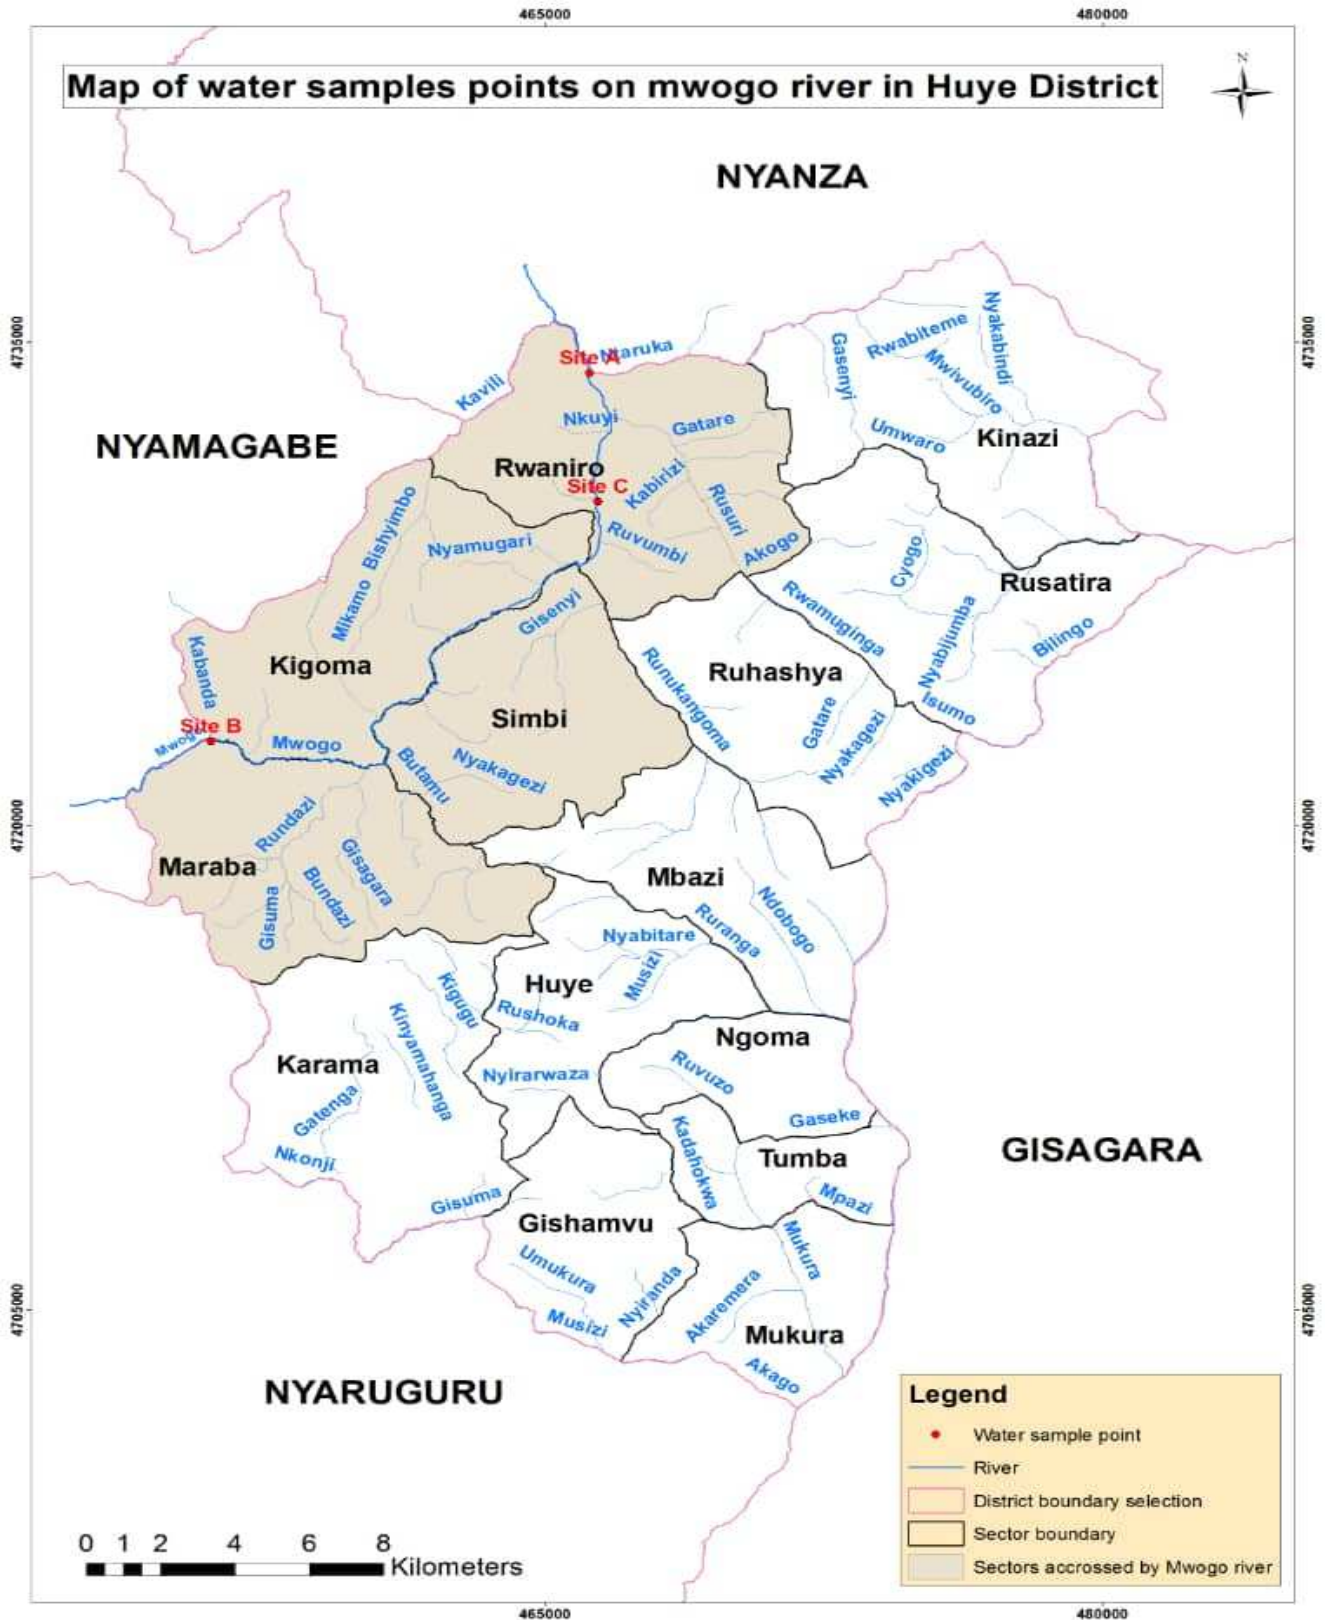 465000
480000
Map of water samples points on mwogo river in Huye District
N
NYANZA
4735000
4735000
Nyakabindi
Rwabiteme
Gasenyi
Ntaruka
Site A
Mwivubiro
Kavili
Nkuyi
Gatare
Umwaro
Kinazi
NYAMAGABE
Rwaniro
Site C
Kabirizi
Rusuri
Bishyimbo
Nyamugari
Ruvumbi
Akogo
Cyogo
Rusatira
Mikamo
Gisenyi
Rwamuginga
Nyabijumba
Bilingo
Kabanda
Kigoma
Runukangoma
Ruhashya
Simbi
Isumo
Site B
Mwogo
Mwogo
Gatare
Nyakagezi
Butamu
Nyakagezi
Nyakigezi
4720000
4720000
Rundazi
Maraba
Gisagara
Mbazi
Bundazi
Gisuma
Ndobogo
Ruranga
Nyabitare
Musizi
Huye
Kigugu
Rushoka
Kinyamahanga
Ngoma
Karama
Ruvuzo
Nyirarwaza
Gatenga
Gaseke
Kadahokwa
GISAGARA
Nkonji
Tumba
Gisuma
Mpazi
Gishamvu
Mukura
Umukura
Nyiranda
Akaremera
4705000
4705000
Musizi
Mukura
Akago
NYARUGURU
Legend
Water sample point
River
District boundary selection
Sector boundary
Sectors accrossed by Mwogo river
0 1 2 4 6 8
Kilometers
465000
480000